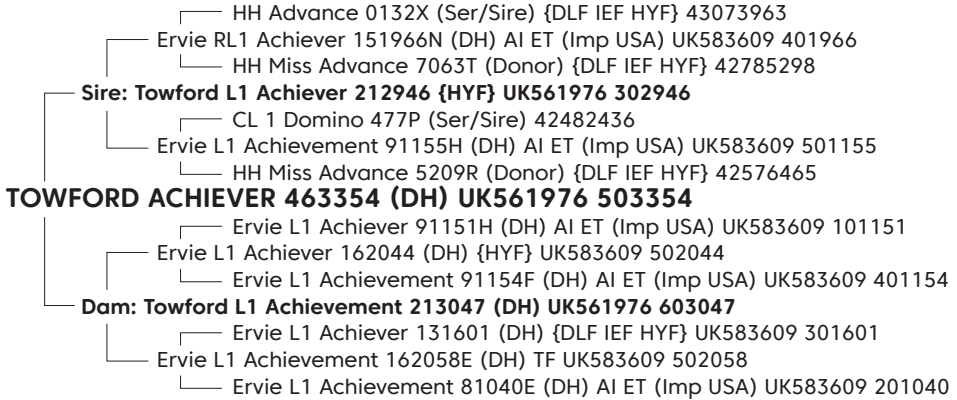 HH Advance 0132X (Ser/Sire) {DLF IEF HYF} 43073963
Ervie RL1 Achiever 151966N (DH) AI ET (Imp USA) UK583609 401966
HH Miss Advance 7063T (Donor) {DLF IEF HYF} 42785298
Sire: Towford L1 Achiever 212946 {HYF} UK561976 302946
CL 1 Domino 477P (Ser/Sire) 42482436
Ervie L1 Achievement 91155H (DH) AI ET (Imp USA) UK583609 501155
HH Miss Advance 5209R (Donor) {DLF IEF HYF} 42576465
TOWFORD ACHIEVER 463354 (DH) UK561976 503354
Ervie L1 Achiever 91151H (DH) AI ET (Imp USA) UK583609 101151
Ervie L1 Achiever 162044 (DH) {HYF} UK583609 502044
Ervie L1 Achievement 91154F (DH) AI ET (Imp USA) UK583609 401154
Dam: Towford L1 Achievement 213047 (DH) UK561976 603047
Ervie L1 Achiever 131601 (DH) {DLF IEF HYF} UK583609 301601
Ervie L1 Achievement 162058E (DH) TF UK583609 502058
Ervie L1 Achievement 81040E (DH) AI ET (Imp USA) UK583609 201040